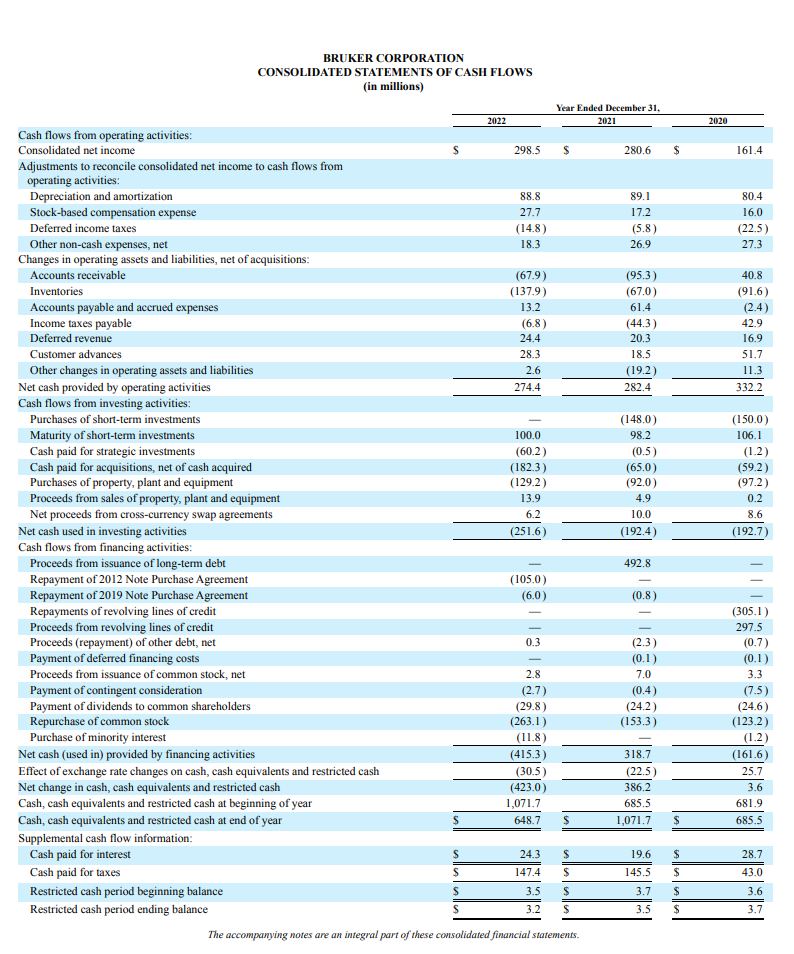 BRUKER CORPORATION
CONSOLIDATED STATEMENTS OF CASH FLOWS
(in millions)
Year Ended December 31,
2022 2021 2020
Cash flows from operating activities:
Consolidated net income $ 298.5 $ 280.6 $ 161.4
Adjustments to reconcile consolidated net income to cash flows from
operating activities:
Depreciation and amortization 88.8 89.1 80.4
Stock-based compensation expense 27.7 17.2 16.0
Deferred income taxes (14.8) (5.8) (22.5)
Other non-cash expenses, net 18.3 26.9 27.3
Changes in operating assets and liabilities, net of acquisitions:
Accounts receivable (67.9) (95.3) 40.8
Inventories (137.9) (67.0) (91.6)
Accounts payable and accrued expenses 13.2 61.4 (2.4)
Income taxes payable (6.8) (44.3) 42.9
Deferred revenue 24.4 20.3 16.9
Customer advances 28.3 18.5 51.7
Other changes in operating assets and liabilities 2.6 (19.2) 11.3
Net cash provided by operating activities 274.4 282.4 332.2
Cash flows from investing activities:
Purchases of short-term investments — (148.0) (150.0)
Maturity of short-term investments 100.0 98.2 106.1
Cash paid for strategic investments (60.2) (0.5) (1.2)
Cash paid for acquisitions, net of cash acquired (182.3) (65.0) (59.2)
Purchases of property, plant and equipment (129.2) (92.0) (97.2)
Proceeds from sales of property, plant and equipment 13.9 4.9 0.2
Net proceeds from cross-currency swap agreements 6.2 10.0 8.6
Net cash used in investing activities (251.6) (192.4) (192.7)
Cash flows from financing activities:
Proceeds from issuance of long-term debt — 492.8 —
Repayment of 2012 Note Purchase Agreement (105.0) — —
Repayment of 2019 Note Purchase Agreement (6.0) (0.8) —
Repayments of revolving lines of credit — — (305.1)
Proceeds from revolving lines of credit — — 297.5
Proceeds (repayment) of other debt, net 0.3 (2.3) (0.7)
Payment of deferred financing costs — (0.1) (0.1)
Proceeds from issuance of common stock, net 2.8 7.0 3.3
Payment of contingent consideration (2.7) (0.4) (7.5)
Payment of dividends to common shareholders (29.8) (24.2) (24.6)
Repurchase of common stock (263.1) (153.3) (123.2)
Purchase of minority interest (11.8) — (1.2)
Net cash (used in) provided by financing activities (415.3) 318.7 (161.6)
Effect of exchange rate changes on cash, cash equivalents and restricted cash (30.5) (22.5) 25.7
Net change in cash, cash equivalents and restricted cash (423.0) 386.2 3.6
Cash, cash equivalents and restricted cash at beginning of year 1,071.7 685.5 681.9
Cash, cash equivalents and restricted cash at end of year $ 648.7 $ 1,071.7 $ 685.5
Supplemental cash flow information:
Cash paid for interest $ 24.3 $ 19.6 $ 28.7
Cash paid for taxes $ 147.4 $ 145.5 $ 43.0
Restricted cash period beginning balance $ 3.5 $ 3.7 $ 3.6
Restricted cash period ending balance $ 3.2 $ 3.5 $ 3.7
The accompanying notes are an integral part of these consolidated financial statements.